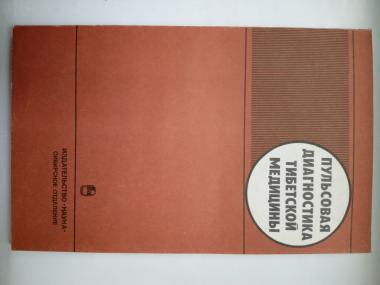 ПУЛЬСОВАЯ
ДИАГНОСТИКА
ТИБЕТСКОЙ
МЕДИЦИНЫ
ИЗДАТЕЛЬСТВО «НАУКА»
СИБИРСКОЕ ОТДЕЛЕНИЕ